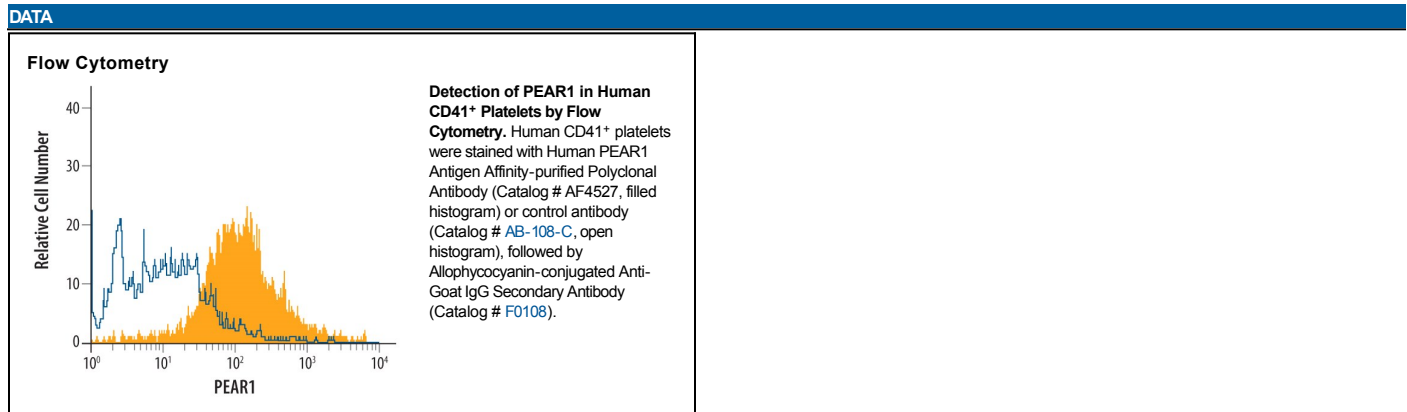 DATA
Flow Cytometry
40
30
20
10
0
Relative Cell Number
10⁰ 10¹ 10² 10³ 10⁴
PEAR1
Detection of PEAR1 in Human
CD41⁺ Platelets by Flow
Cytometry. Human CD41⁺ platelets
were stained with Human PEAR1
Antigen Affinity-purified Polyclonal
Antibody (Catalog # AF4527, filled
histogram) or control antibody
(Catalog # AB-108-C, open
histogram), followed by
Allophycocyanin-conjugated Anti-
Goat IgG Secondary Antibody
(Catalog # F0108).